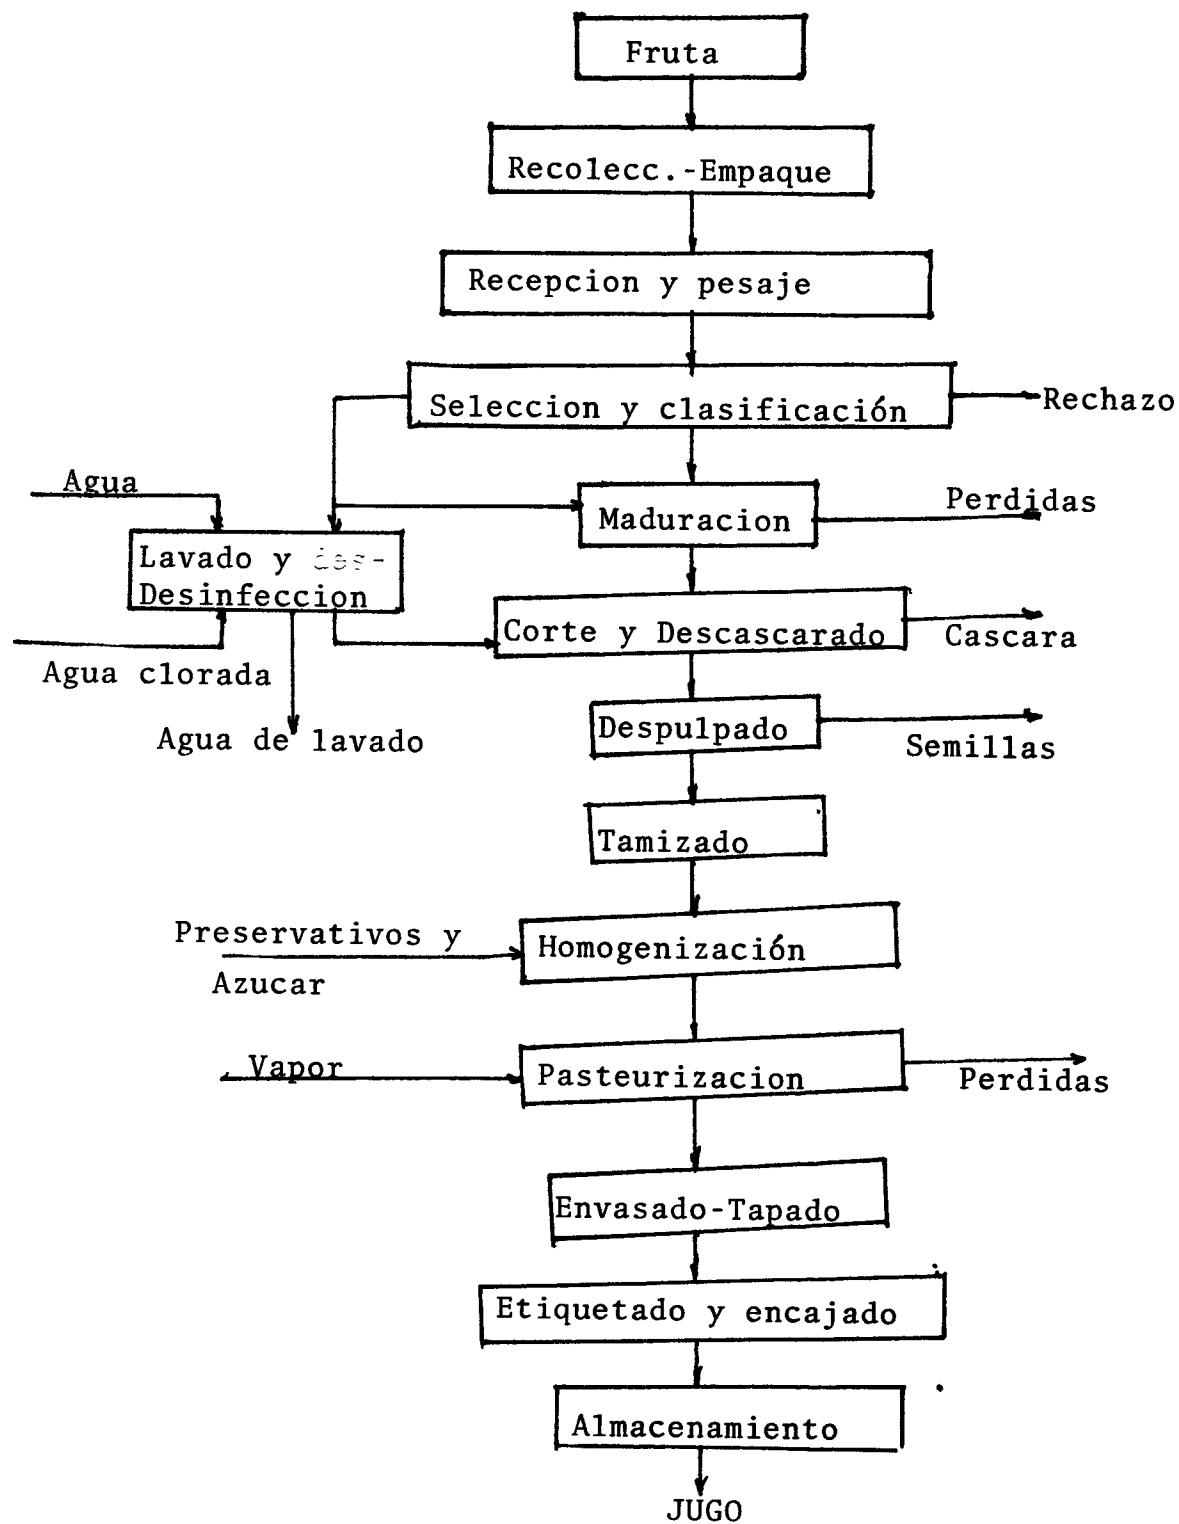 Fruta
Recolecc.-Empaque
Recepcion y pesaje
Seleccion y clasificación
Rechazo
Agua
Maduracion
Perdidas
Lavado y des-
Desinfeccion
Corte y Descascarado
Cascara
Agua clorada
Agua de lavado
Despulpado
Semillas
Tamizado
Preservativos y
Azucar
Homogenización
Vapor
Pasteurizacion
Perdidas
Envasado-Tapado
Etiquetado y encajado
Almacenamiento
JUGO